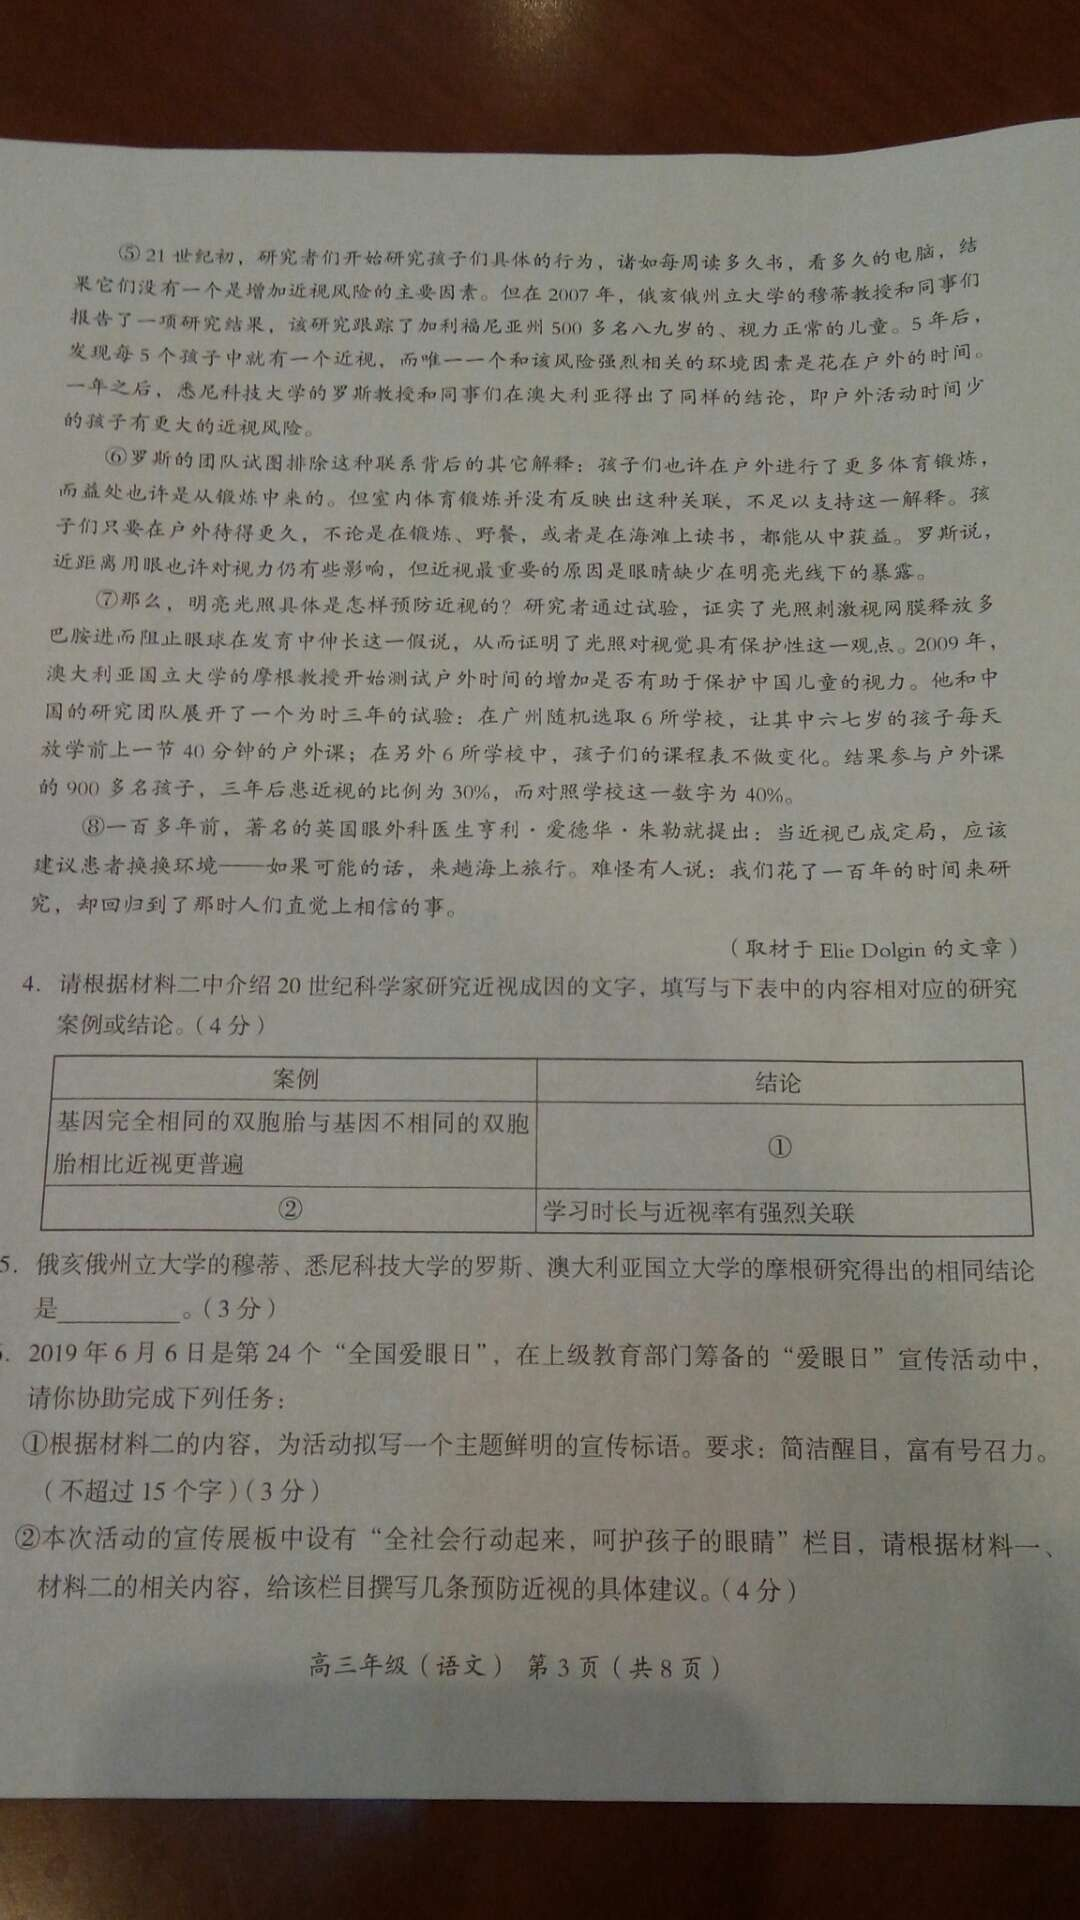 ⑤21世纪初，研究者们开始研究孩子们具体的行为，诸如每周读多久书，看多久的电脑，结
果它们没有一个是增加近视风险的主要因素。但在2007年，俄亥俄州立大学的穆蒂教授和同事们
报告了一项研究结果，该研究跟踪了加利福尼亚州500多名八九岁的、视力正常的儿童。5年后，
发现每5个孩子中就有一个近视，而唯一一个和该风险强烈相关的环境因素是花在户外的时间。
一年之后，悉尼科技大学的罗斯教授和同事们在澳大利亚得出了同样的结论，即户外活动时间少
的孩子有更大的近视风险。
⑥罗斯的团队试图排除这种联系背后的其它解释：孩子们也许在户外进行了更多体育锻炼，
而益处也许是从锻炼中来的。但室内体育锻炼并没有反映出这种关联，不足以支持这一解释。孩
子们只要在户外待得更久，不论是在锻炼、野餐，或者是在海滩上读书，都能从中获益。罗斯说，
近距离用眼也许对视力仍有些影响，但近视最重要的原因是眼睛缺少在明亮光线下的暴露。
⑦那么，明亮光照具体是怎样预防近视的？研究者通过试验，证实了光照刺激视网膜释放多
巴胺进而阻止眼球在发育中伸长这一假说，从而证明了光照对视觉具有保护性这一观点。2009年，
澳大利亚国立大学的摩根教授开始测试户外时间的增加是否有助于保护中国儿童的视力。他和中
国的研究团队展开了一个为时三年的试验：在广州随机选取6所学校，让其中六七岁的孩子每天
放学前上一节40分钟的户外课；在另外6所学校中，孩子们的课程表不做变化。结果参与户外课
的900多名孩子，三年后患近视的比例为30%，而对照学校这一数字为40%。
⑧一百多年前，著名的英国眼外科医生亨利·爱德华·朱勒就提出：当近视已成定局，应该
建议患者换换环境——如果可能的话，来趟海上旅行。难怪有人说：我们花了一百年的时间来研
究，却回归到了那时人们直觉上相信的事。
（取材于Elie Dolgin的文章）
4．请根据材料二中介绍20世纪科学家研究近视成因的文字，填写与下表中的内容相对应的研究
案例或结论。（4分）
案例 结论
基因完全相同的双胞胎与基因不相同的双胞
胎相比近视更普遍 ①
② 学习时长与近视率有强烈关联
5．俄亥俄州立大学的穆蒂、悉尼科技大学的罗斯、澳大利亚国立大学的摩根研究得出的相同结论
是__________。（3分）
6．2019年6月6日是第24个“全国爱眼日”，在上级教育部门筹备的“爱眼日”宣传活动中，
请你协助完成下列任务：
①根据材料二的内容，为活动拟写一个主题鲜明的宣传标语。要求：简洁醒目，富有号召力。
（不超过15个字）（3分）
②本次活动的宣传展板中设有“全社会行动起来，呵护孩子的眼睛”栏目，请根据材料一、
材料二的相关内容，给该栏目撰写几条预防近视的具体建议。（4分）
高三年级（语文） 第3页（共8页）